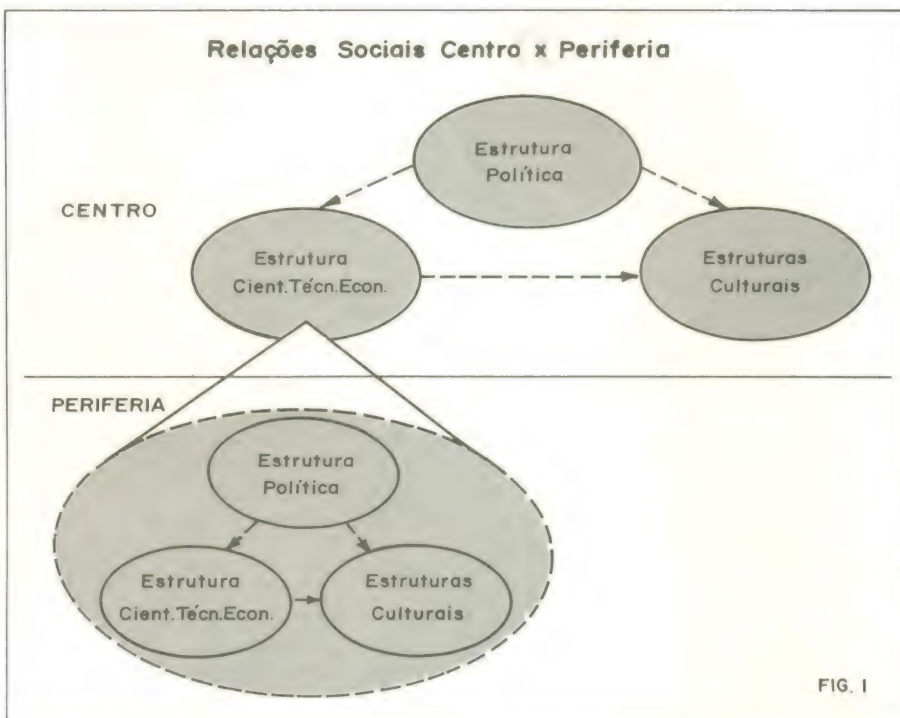 Relações Sociais Centro x Periferia
Estrutura
Política
CENTRO
Estrutura
Cient.Técn.Econ.
Estruturas
Culturais
PERIFERIA
Estrutura
Política
Estrutura
Cient.Técn.Econ.
Estruturas
Culturais
FIG. I